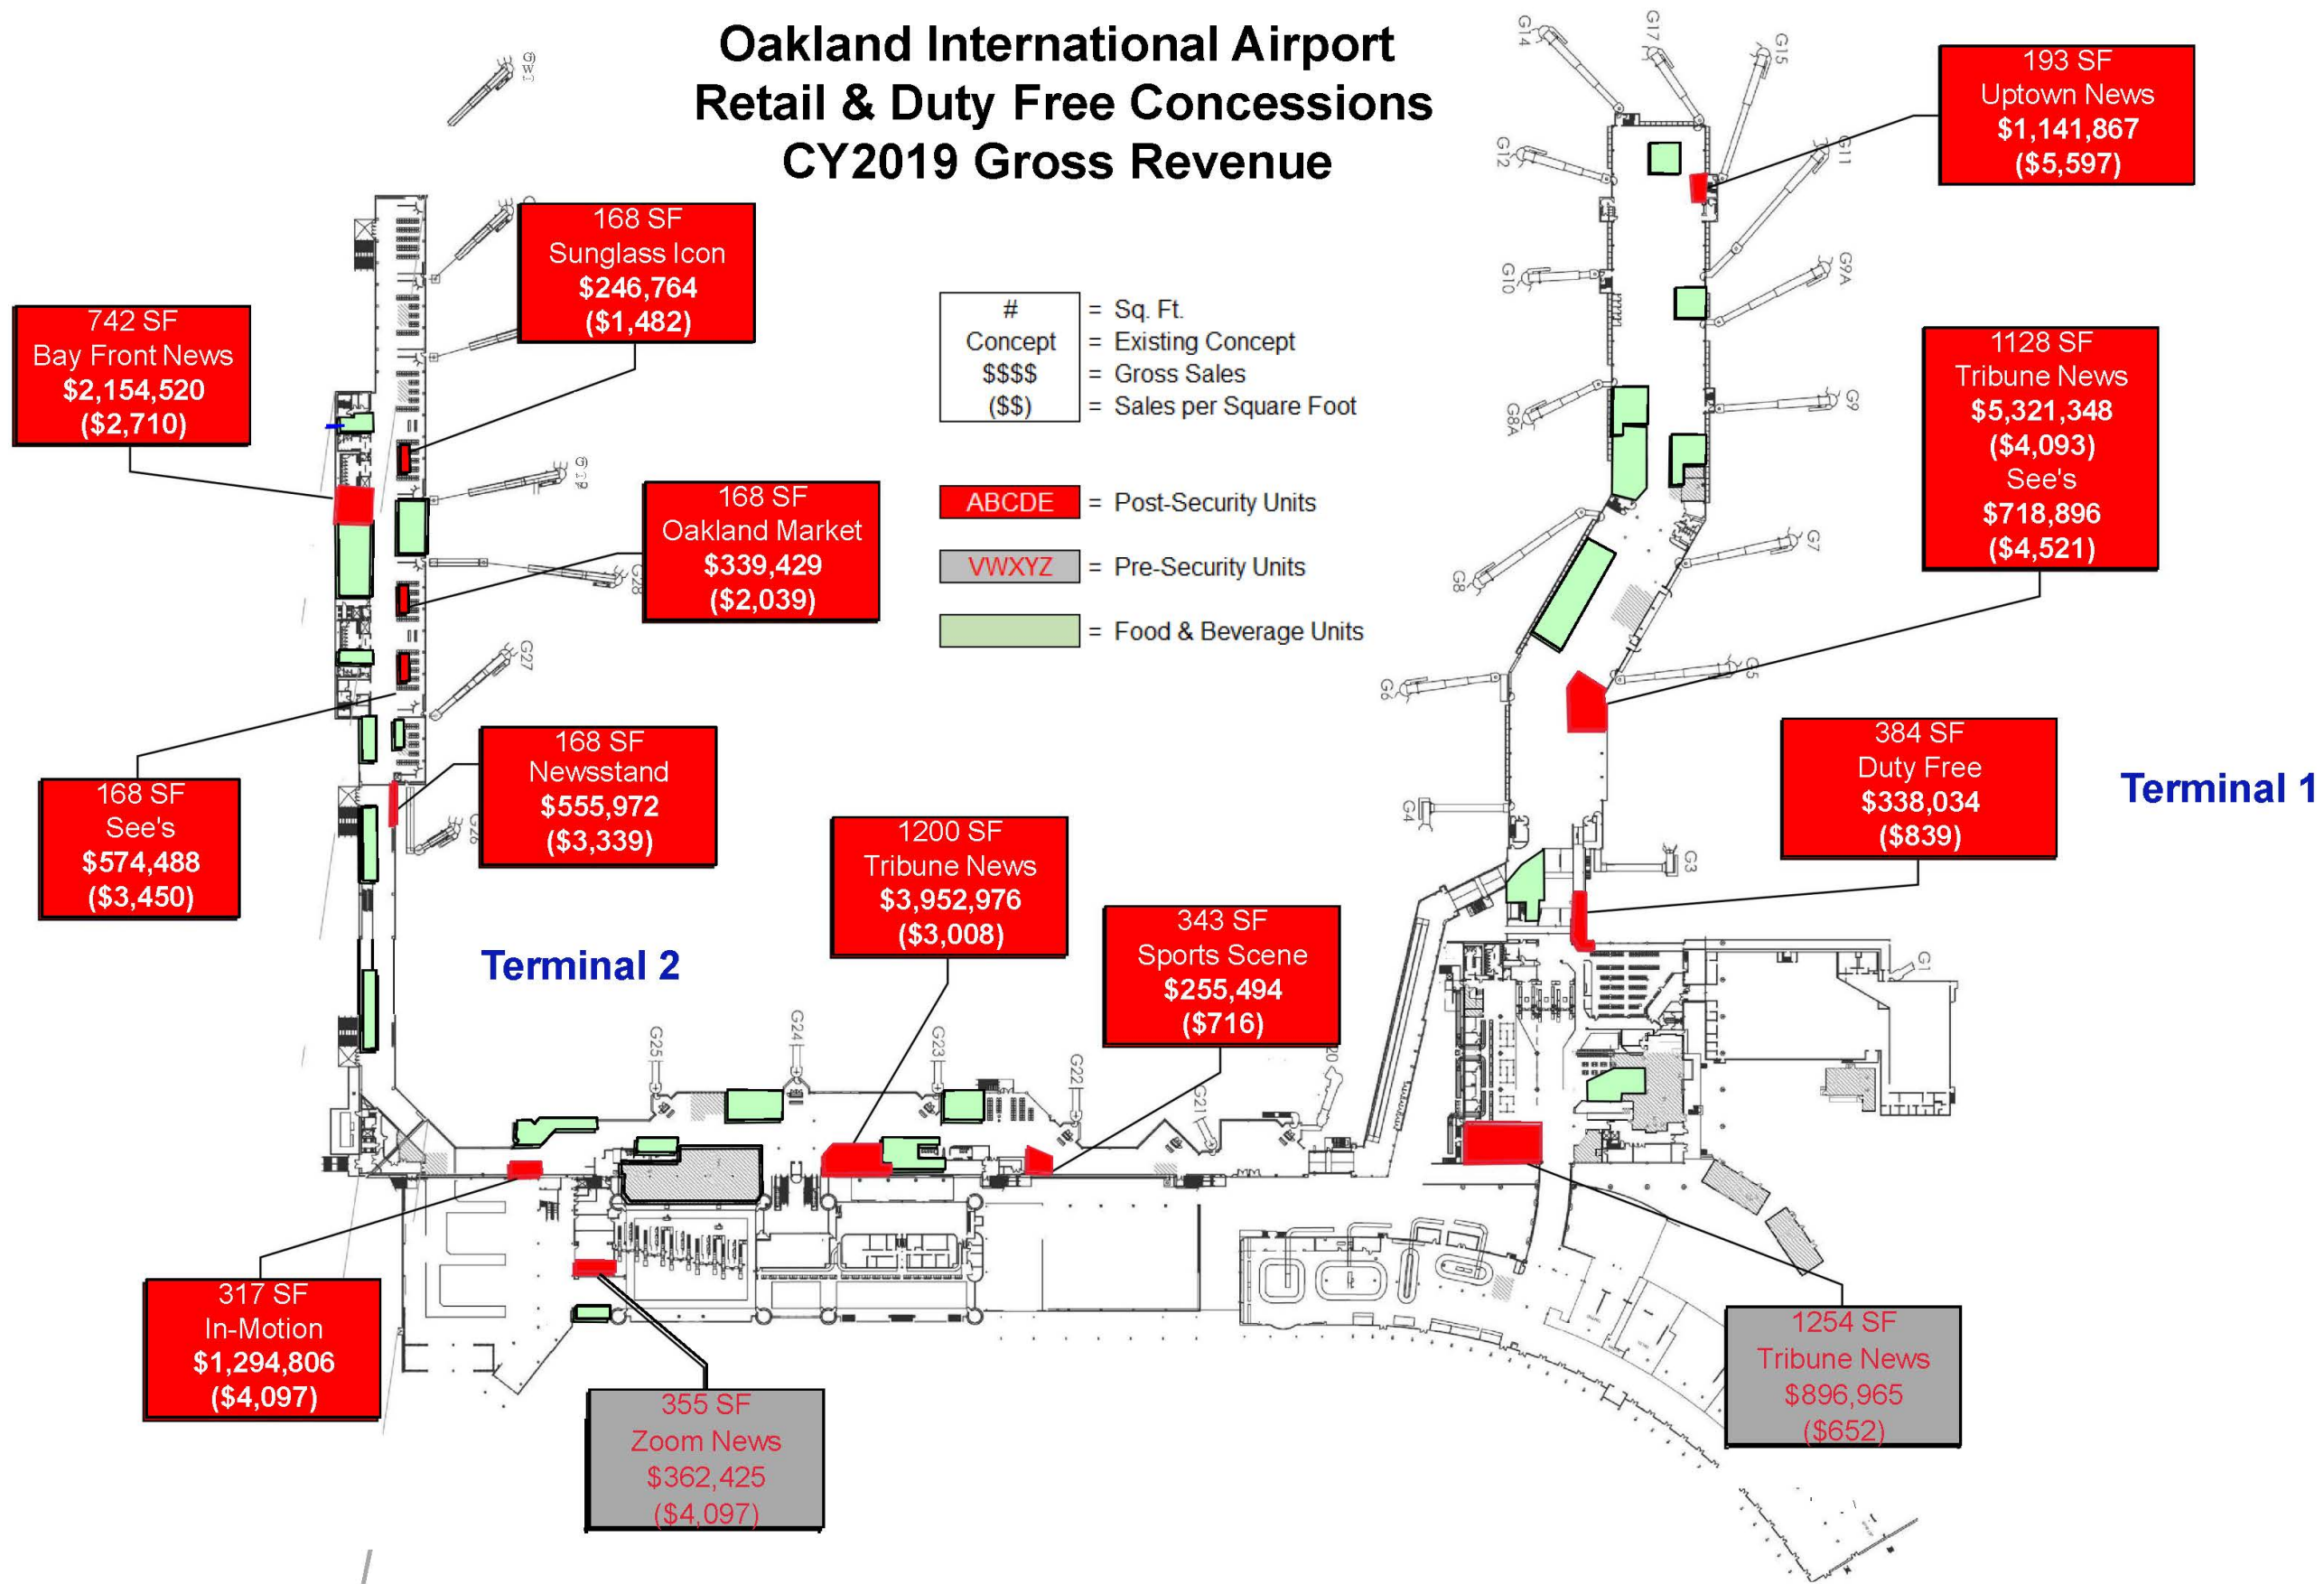 Oakland International Airport
Retail & Duty Free Concessions
CY2019 Gross Revenue
193 SF
Uptown News
$1,141,867
($5,597)
168 SF
Sunglass Icon
$246,764
($1,482)
742 SF
Bay Front News
$2,154,520
($2,710)
# = Sq. Ft.
Concept = Existing Concept
$$$$ = Gross Sales
($$) = Sales per Square Foot
ABCDE = Post-Security Units
VWXYZ = Pre-Security Units
= Food & Beverage Units
1128 SF
Tribune News
$5,321,348
($4,093)
See's
$718,896
($4,521)
168 SF
Oakland Market
$339,429
($2,039)
384 SF
Duty Free
$338,034
($839)
Terminal 1
168 SF
See's
$574,488
($3,450)
168 SF
Newsstand
$555,972
($3,339)
1200 SF
Tribune News
$3,952,976
($3,008)
343 SF
Sports Scene
$255,494
($716)
Terminal 2
317 SF
In-Motion
$1,294,806
($4,097)
355 SF
Zoom News
$362,425
($4,097)
1254 SF
Tribune News
$896,965
($652)
G14
G17
G15
G12
G11
G10
G9A
G8A
G9
G8
G7
G6
G5
G4
G3
G1
G28
G27
G26
G25
G24
G23
G22
G21
20